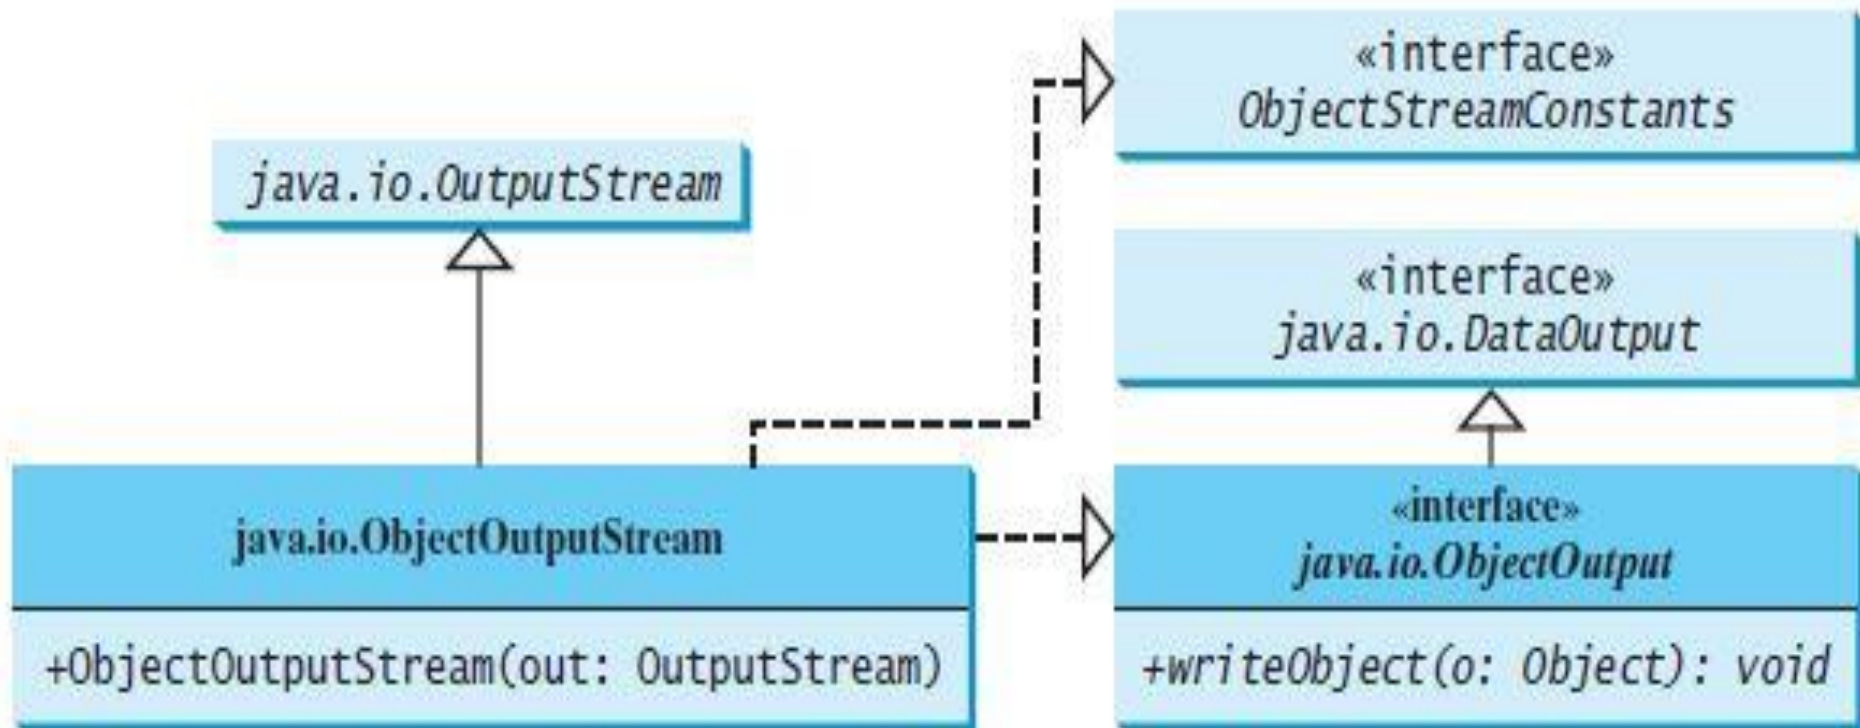 «interface»
ObjectStreamConstants
java.io.OutputStream
«interface»
java.io.DataOutput
java.io.ObjectOutputStream
«interface»
java.io.ObjectOutput
+ObjectOutputStream(out: OutputStream)
+writeObject(o: Object): void